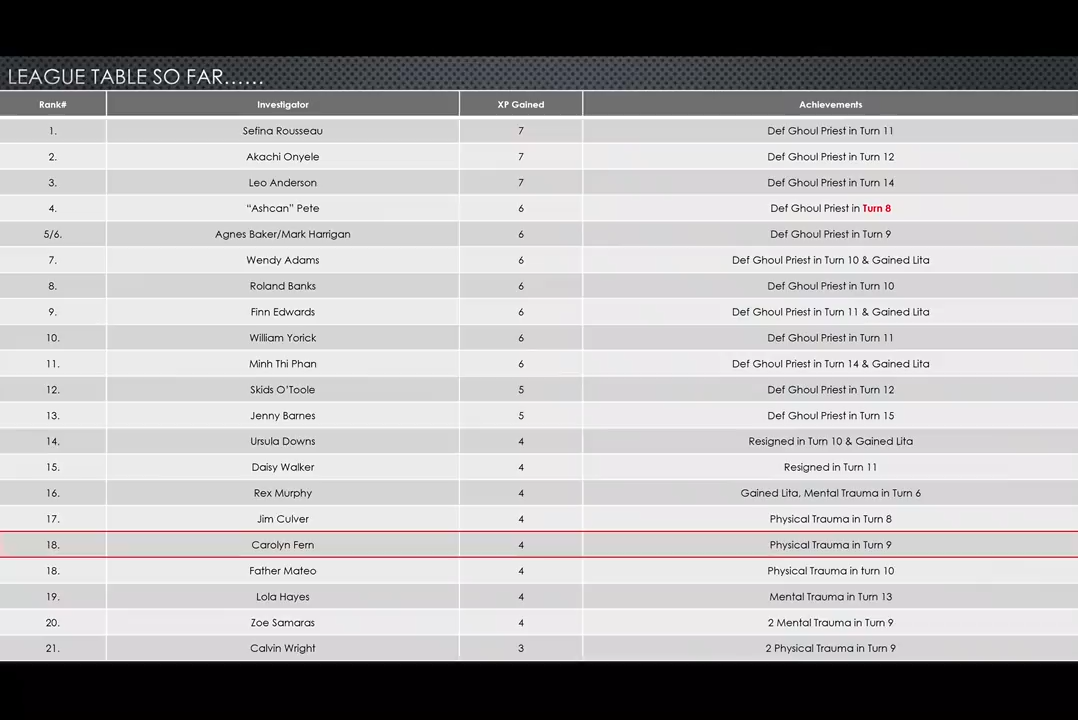 LEAGUE TABLE SO FAR……
Rank# Investigator XP Gained Achievements
1. Sefina Rousseau 7 Def Ghoul Priest in Turn 11
2. Akachi Onyele 7 Def Ghoul Priest in Turn 12
3. Leo Anderson 7 Def Ghoul Priest in Turn 14
4. “Ashcan” Pete 6 Def Ghoul Priest in Turn 8
5/6. Agnes Baker/Mark Harrigan 6 Def Ghoul Priest in Turn 9
7. Wendy Adams 6 Def Ghoul Priest in Turn 10 & Gained Lita
8. Roland Banks 6 Def Ghoul Priest in Turn 10
9. Finn Edwards 6 Def Ghoul Priest in Turn 11 & Gained Lita
10. William Yorick 6 Def Ghoul Priest in Turn 11
11. Minh Thi Phan 6 Def Ghoul Priest in Turn 14 & Gained Lita
12. Skids O’Toole 5 Def Ghoul Priest in Turn 12
13. Jenny Barnes 5 Def Ghoul Priest in Turn 15
14. Ursula Downs 4 Resigned in Turn 10 & Gained Lita
15. Daisy Walker 4 Resigned in Turn 11
16. Rex Murphy 4 Gained Lita, Mental Trauma in Turn 6
17. Jim Culver 4 Physical Trauma in Turn 8
18. Carolyn Fern 4 Physical Trauma in Turn 9
18. Father Mateo 4 Physical Trauma in turn 10
19. Lola Hayes 4 Mental Trauma in Turn 13
20. Zoe Samaras 4 2 Mental Trauma in Turn 9
21. Calvin Wright 3 2 Physical Trauma in Turn 9